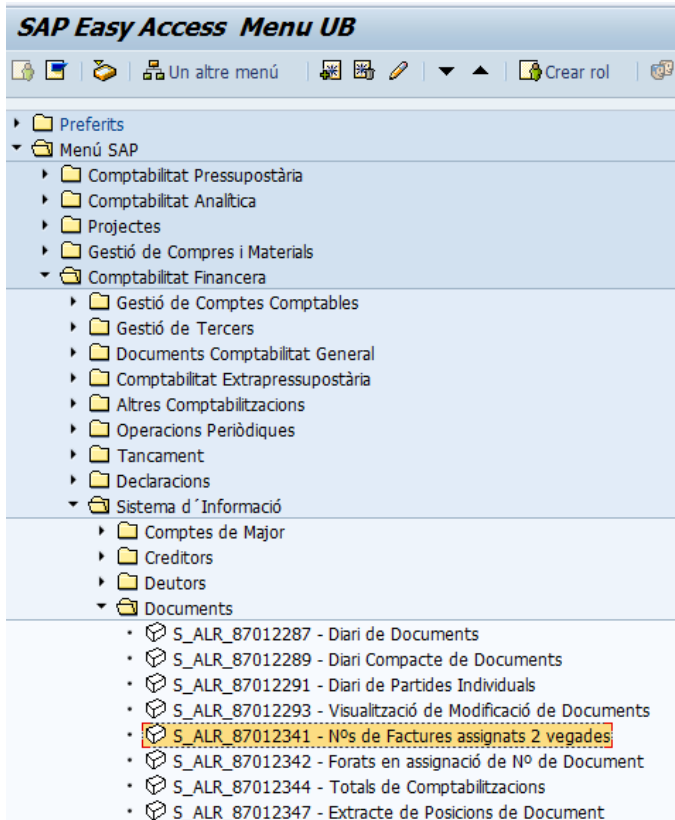 SAP Easy Access Menu UB
Un altre menú Crear rol
Preferits
Menú SAP
Comptabilitat Pressupostària
Comptabilitat Analítica
Projectes
Gestió de Compres i Materials
Comptabilitat Financera
Gestió de Comptes Comptables
Gestió de Tercers
Documents Comptabilitat General
Comptabilitat Extrapressupostària
Altres Comptabilitzacions
Operacions Periòdiques
Tancament
Declaracions
Sistema d´Informació
Comptes de Major
Creditors
Deutors
Documents
S_ALR_87012287 - Diari de Documents
S_ALR_87012289 - Diari Compacte de Documents
S_ALR_87012291 - Diari de Partides Individuals
S_ALR_87012293 - Visualització de Modificació de Documents
S_ALR_87012341 - Nºs de Factures assignats 2 vegades
S_ALR_87012342 - Forats en assignació de Nº de Document
S_ALR_87012344 - Totals de Comptabilitzacions
S_ALR_87012347 - Extracte de Posicions de Document